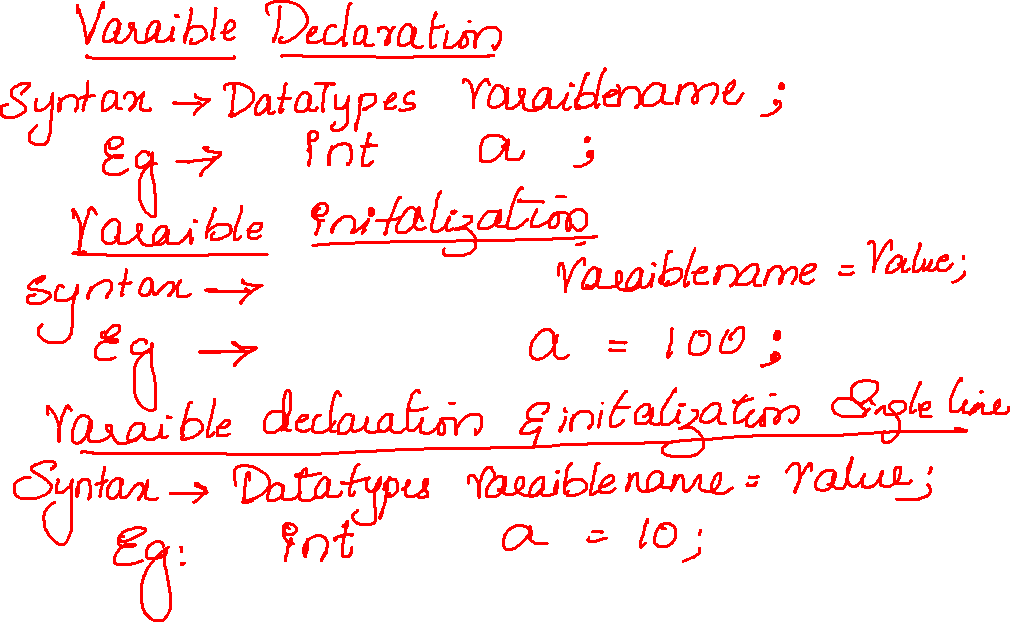 Varaible Declaration
Syntax → DataTypes Varaiblename ;
Eg → int a ;
Varaible initalization
Syntax → Varaiblename = Value;
Eg → a = 100 ;
Varaible declaration & initalization Single line
Syntax → Datatypes Varaiblename = Value;
Eg: int a = 10;